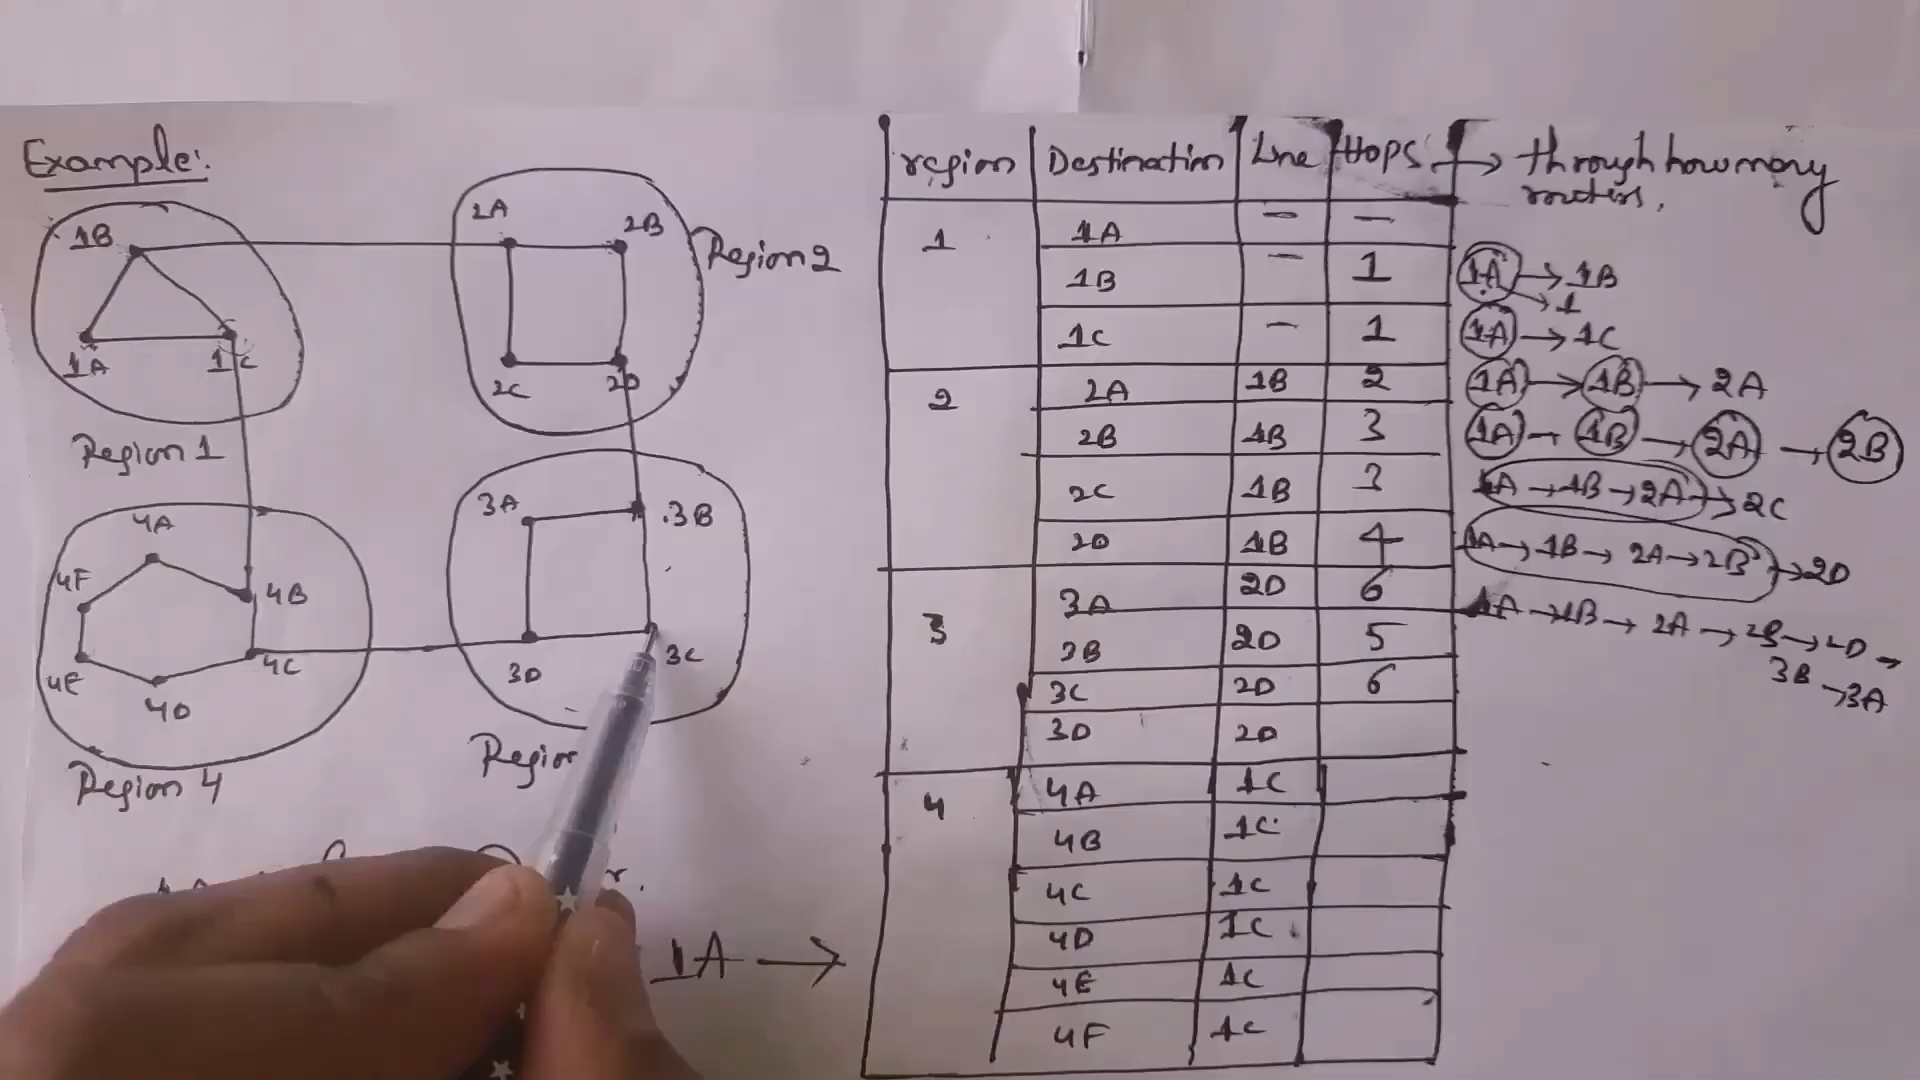 Example:
1B
1A
1C
Region 1
2A
2B
2C
2D
Region 2
3A
3B
3D
3C
Region
4A
4F
4B
4E
4C
4D
Region 4
1A →
region Destination Line Hops → through how many
routers,
1 1A - -
1B - 1 1A → 1B
→ 1
1C - 1 1A → 1C
2 2A 1B 2 1A → 1B → 2A
2B 1B 3 1A → 1B → 2A → 2B
2C 1B 3 1A → 1B → 2A → 2C
2D 1B 4 1A → 1B → 2A → 2B → 2D
3 3A 2D 6 1A → 1B → 2A → 2B → 2D →
3B → 3A
3B 2D 5
3C 2D 6
3D 2D
4 4A 1C
4B 1C
4C 1C
4D 1C
4E 1C
4F 1C